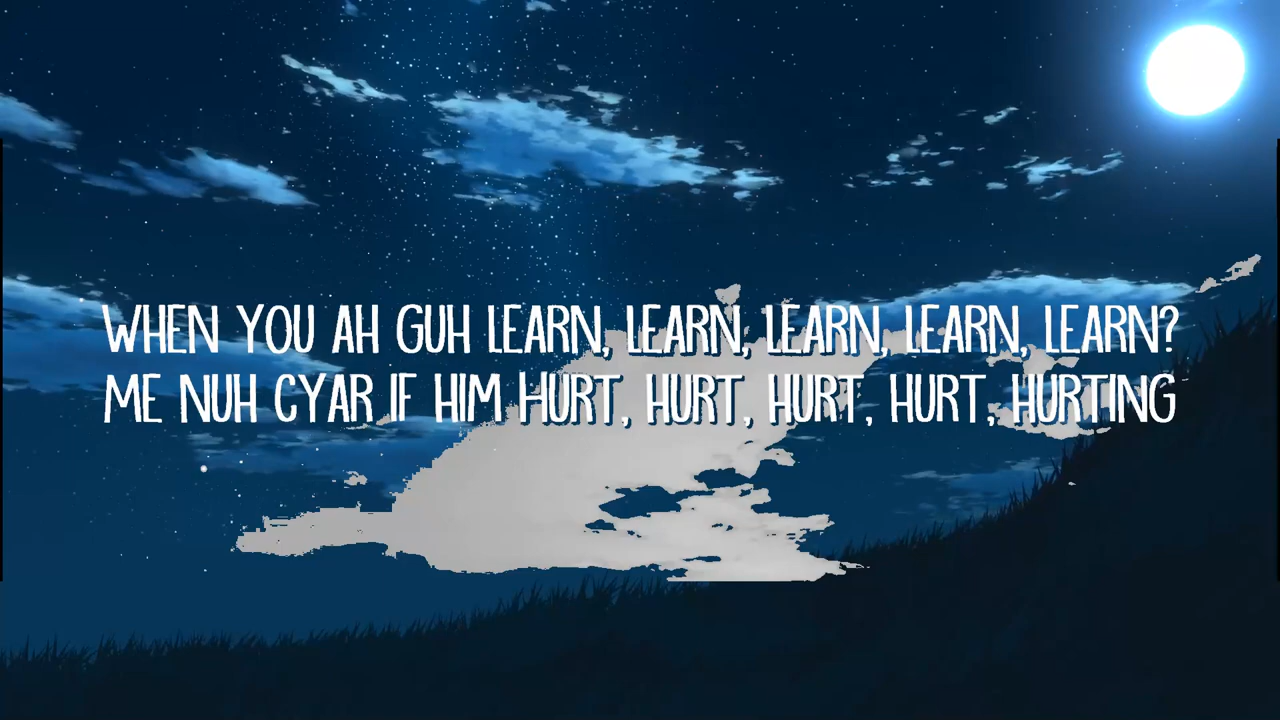 WHEN YOU AH GUH LEARN, LEARN, LEARN, LEARN, LEARN?
ME NUH CYAR IF HIM HURT, HURT, HURT, HURT, HURTING